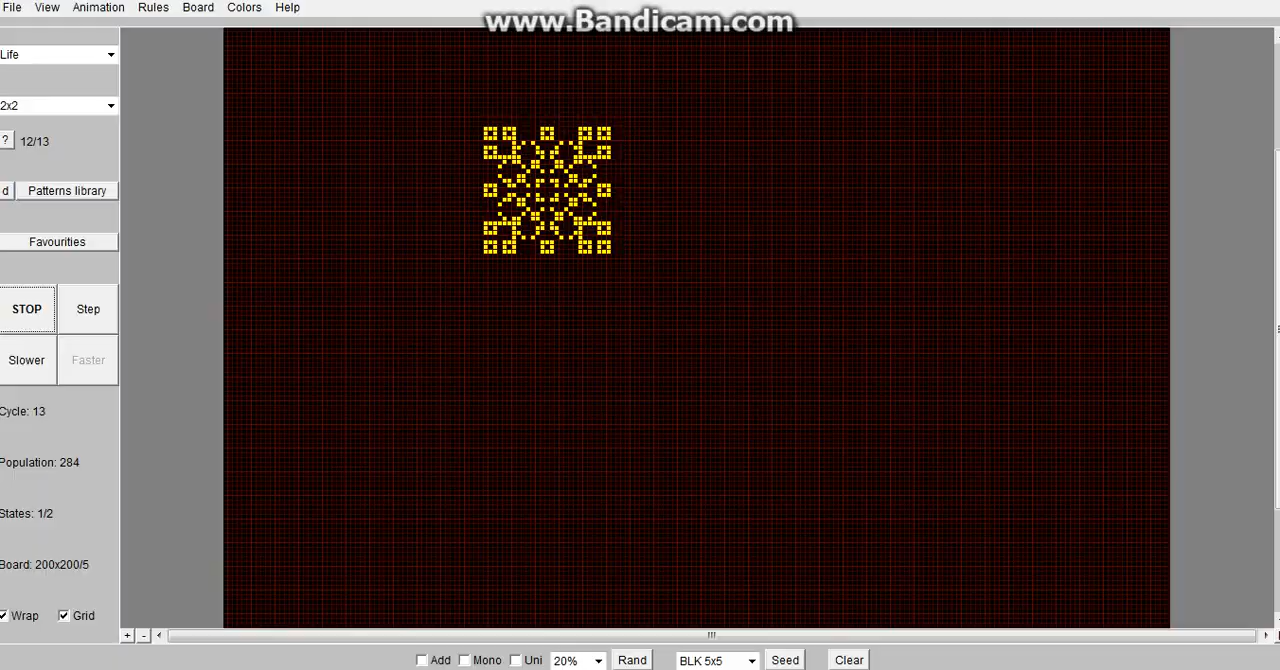 File View Animation Rules Board Colors Help
www.Bandicam.com
Life
2x2
? 12/13
d Patterns library
Favourities
STOP Step
Slower Faster
Cycle: 13
Population: 284
States: 1/2
Board: 200x200/5
Wrap Grid
+ -
Add Mono Uni 20% Rand BLK 5x5 Seed Clear